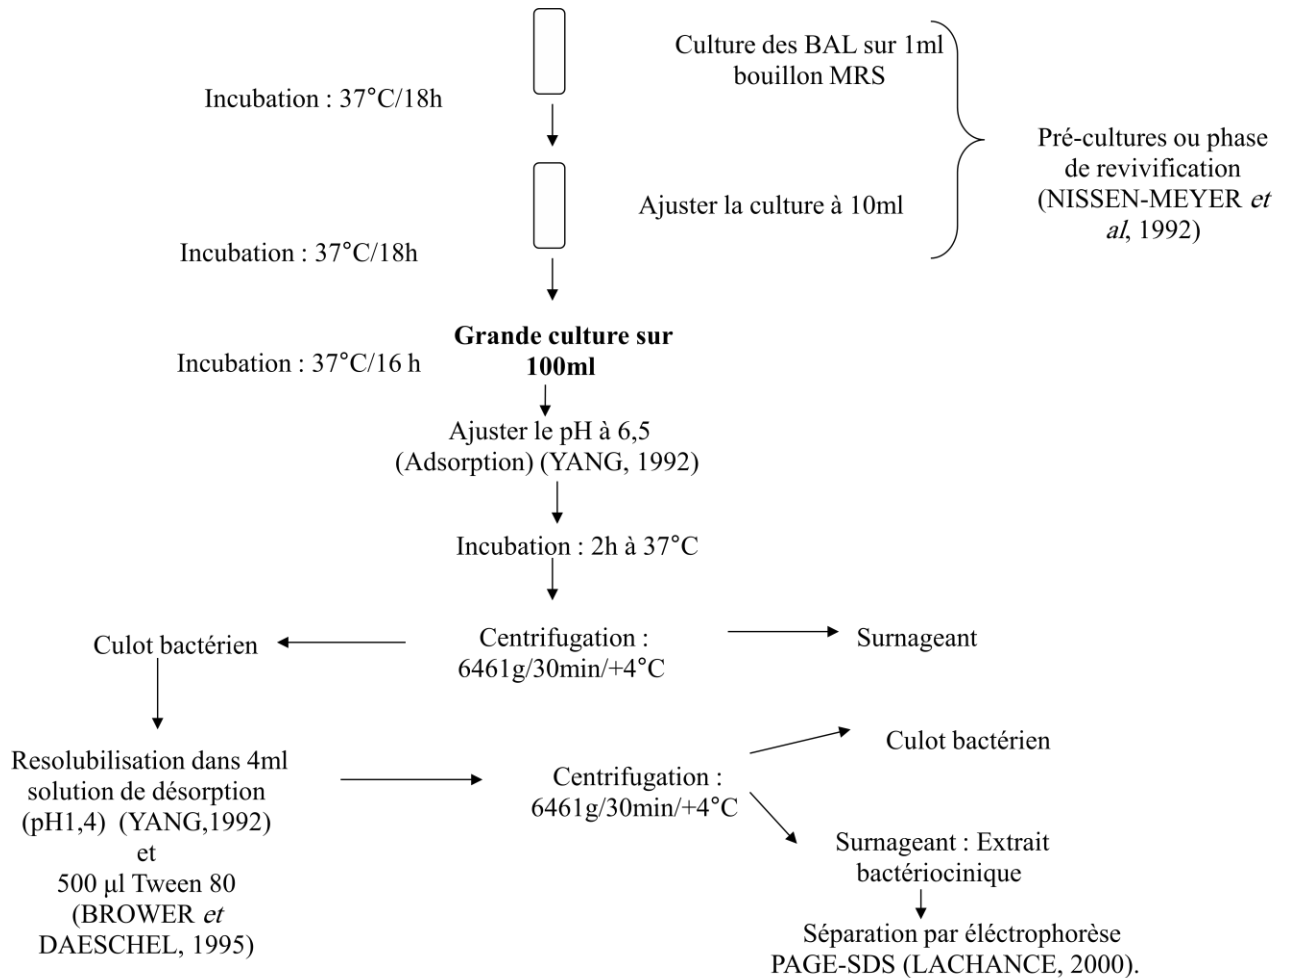 Culture des BAL sur 1ml
bouillon MRS
Incubation : 37°C/18h
Pré-cultures ou phase
de revivification
(NISSEN-MEYER et
al, 1992)
Ajuster la culture à 10ml
Incubation : 37°C/18h
Grande culture sur
100ml
Incubation : 37°C/16 h
Ajuster le pH à 6,5
(Adsorption) (YANG, 1992)
Incubation : 2h à 37°C
Centrifugation :
6461g/30min/+4°C
Culot bactérien
Surnageant
Resolubilisation dans 4ml
solution de désorption
(pH1,4) (YANG,1992)
et
500 µl Tween 80
(BROWER et
DAESCHEL, 1995)
Centrifugation :
6461g/30min/+4°C
Culot bactérien
Surnageant : Extrait
bactériocinique
Séparation par éléctrophorèse
PAGE-SDS (LACHANCE, 2000).